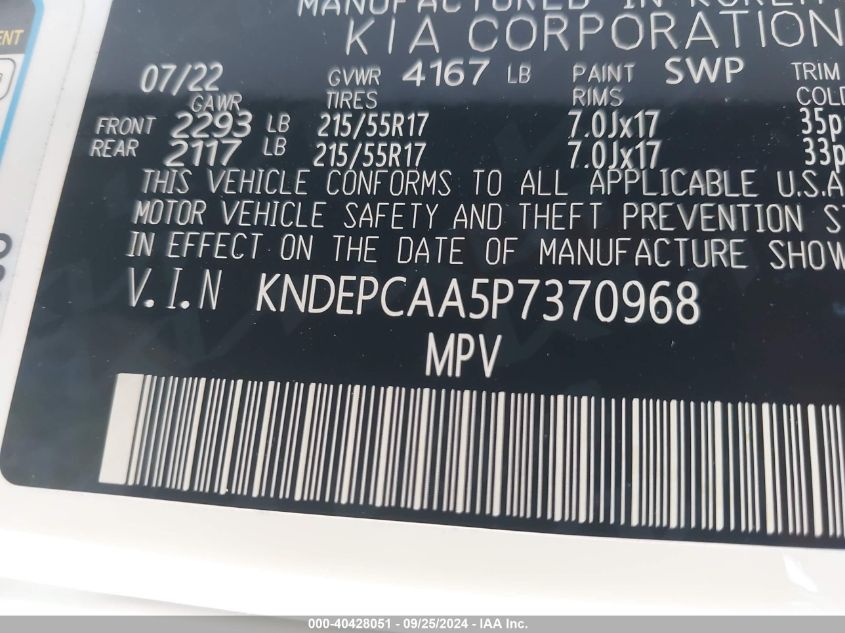 MANUFACTURED IN KOREA
KIA CORPORATION
07/22 GVWR 4167 LB PAINT SWP TRIM
GAWR TIRES RIMS COLD
FRONT 2293 LB 215/55R17 7.0Jx17 35p
REAR 2117 LB 215/55R17 7.0Jx17 33p
THIS VEHICLE CONFORMS TO ALL APPLICABLE U.S.A
MOTOR VEHICLE SAFETY AND THEFT PREVENTION ST
IN EFFECT ON THE DATE OF MANUFACTURE SHOW
V.I.N KNDEPCAA5P7370968
MPV
ENT
000-40428051 - 09/25/2024 - IAA Inc.